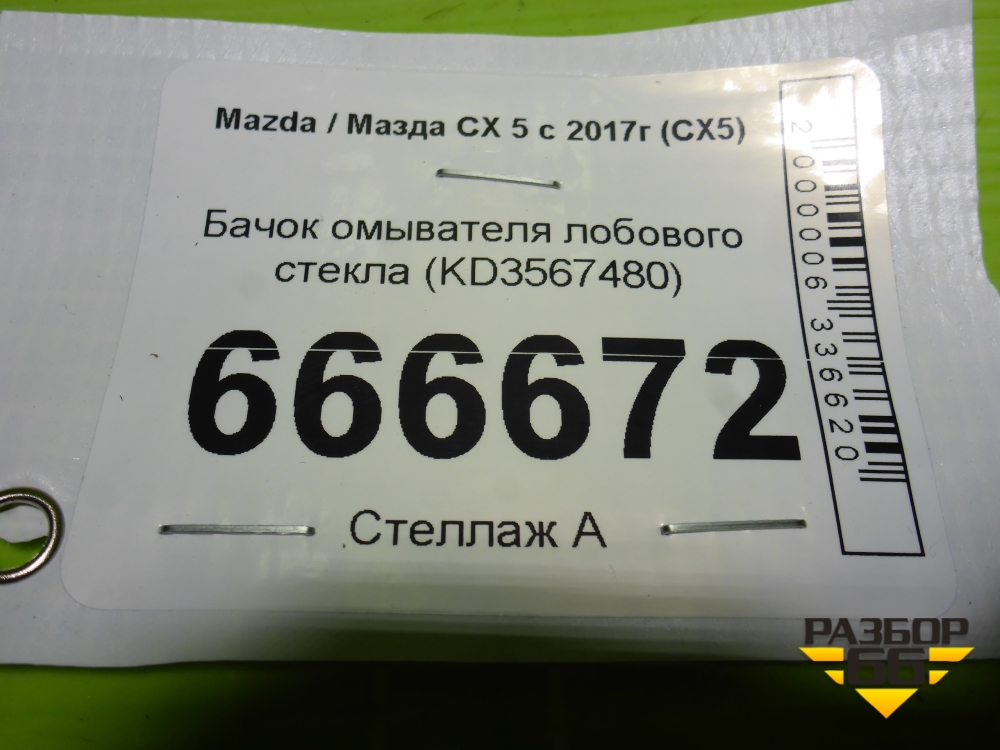 Mazda / Мазда CX 5 с 2017г (CX5)
Бачок омывателя лобового
стекла (KD3567480)
666672
Стеллаж А
2000006336620
РАЗБОР
66